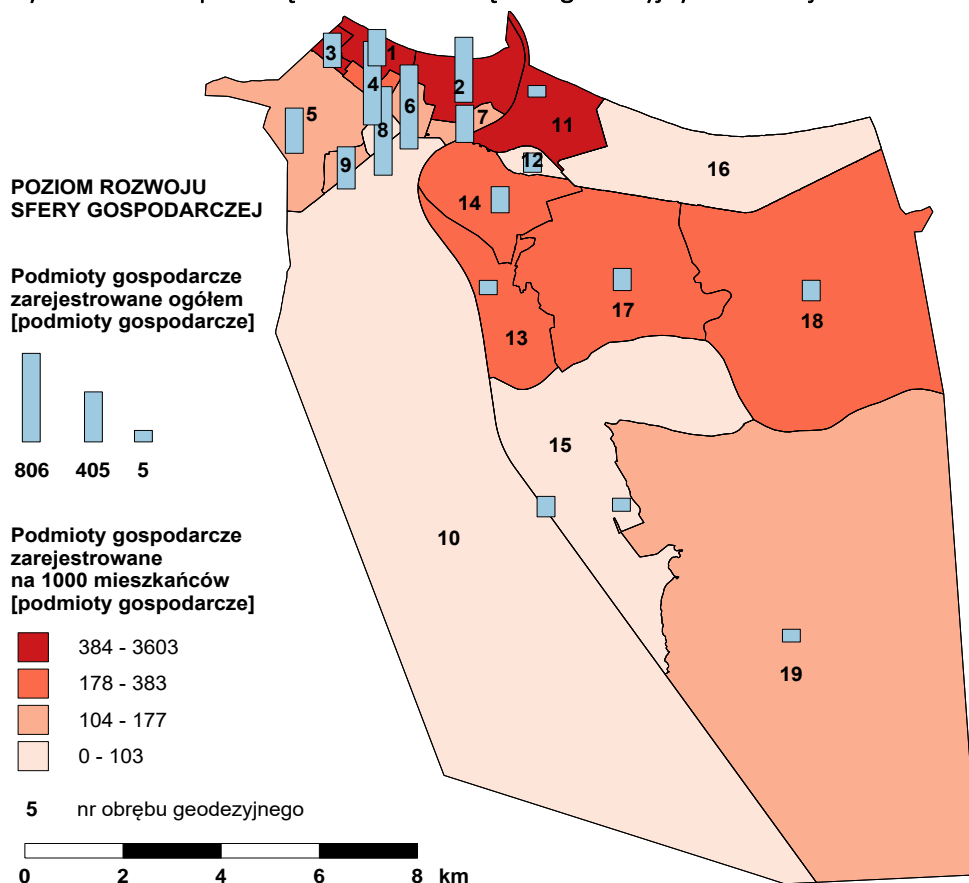 POZIOM ROZWOJU
SFERY GOSPODARCZEJ
Podmioty gospodarcze
zarejestrowane ogółem
[podmioty gospodarcze]
806 405 5
Podmioty gospodarcze
zarejestrowane
na 1000 mieszkańców
[podmioty gospodarcze]
384 - 3603
178 - 383
104 - 177
0 - 103
5 nr obrębu geodezyjnego
0 2 4 6 8 km
3
1
4
2
5
6
7
8
11
9
12
16
14
13
17
18
15
10
19